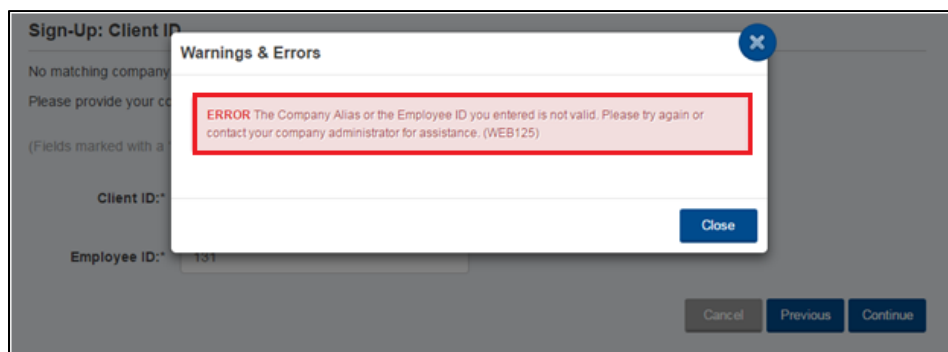 Sign-Up: Client ID
Warnings & Errors
No matching company
Please provide your co
ERROR The Company Alias or the Employee ID you entered is not valid. Please try again or
contact your company administrator for assistance. (WEB125)
(Fields marked with a
Client ID:*
Close
Employee ID:*
131
Cancel
Previous
Continue